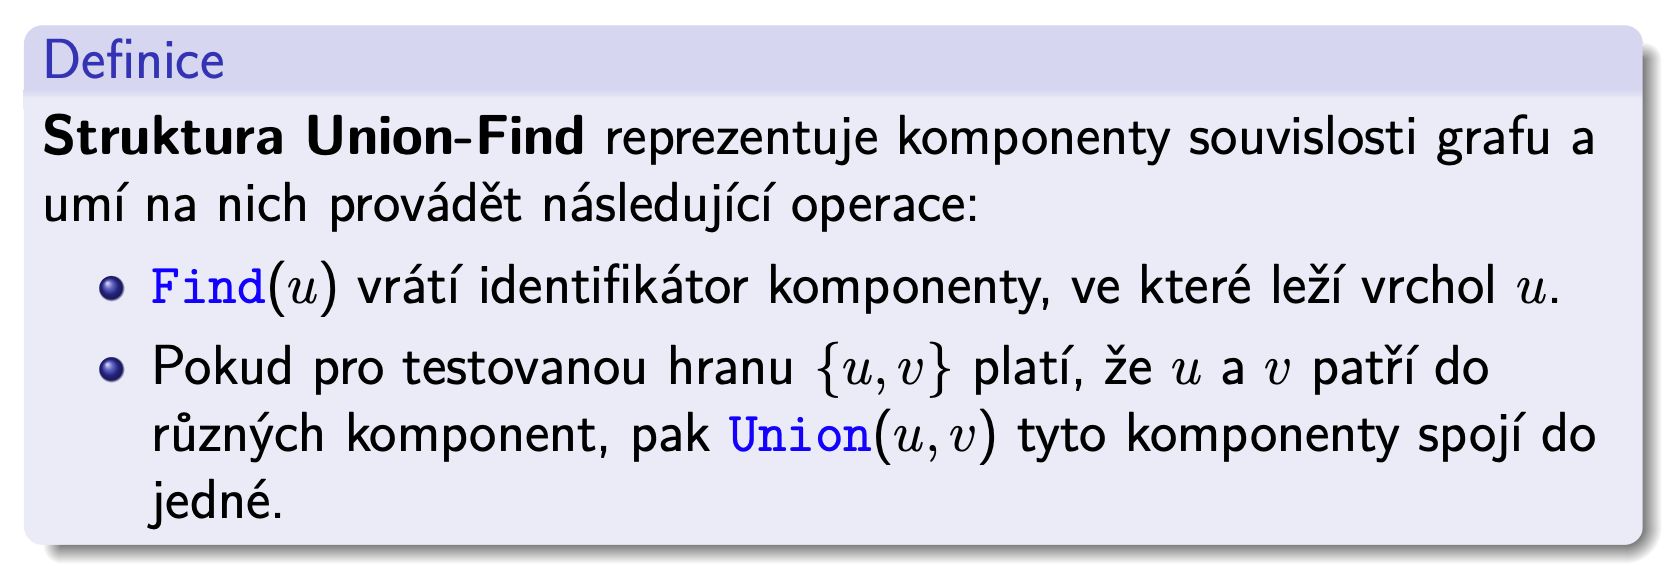 Definice
Struktura Union-Find reprezentuje komponenty souvislosti grafu a
umí na nich provádět následující operace:
Find(u) vrátí identifikátor komponenty, ve které leží vrchol u.
Pokud pro testovanou hranu {u, v} platí, že u a v patří do
různých komponent, pak Union(u, v) tyto komponenty spojí do
jedné.